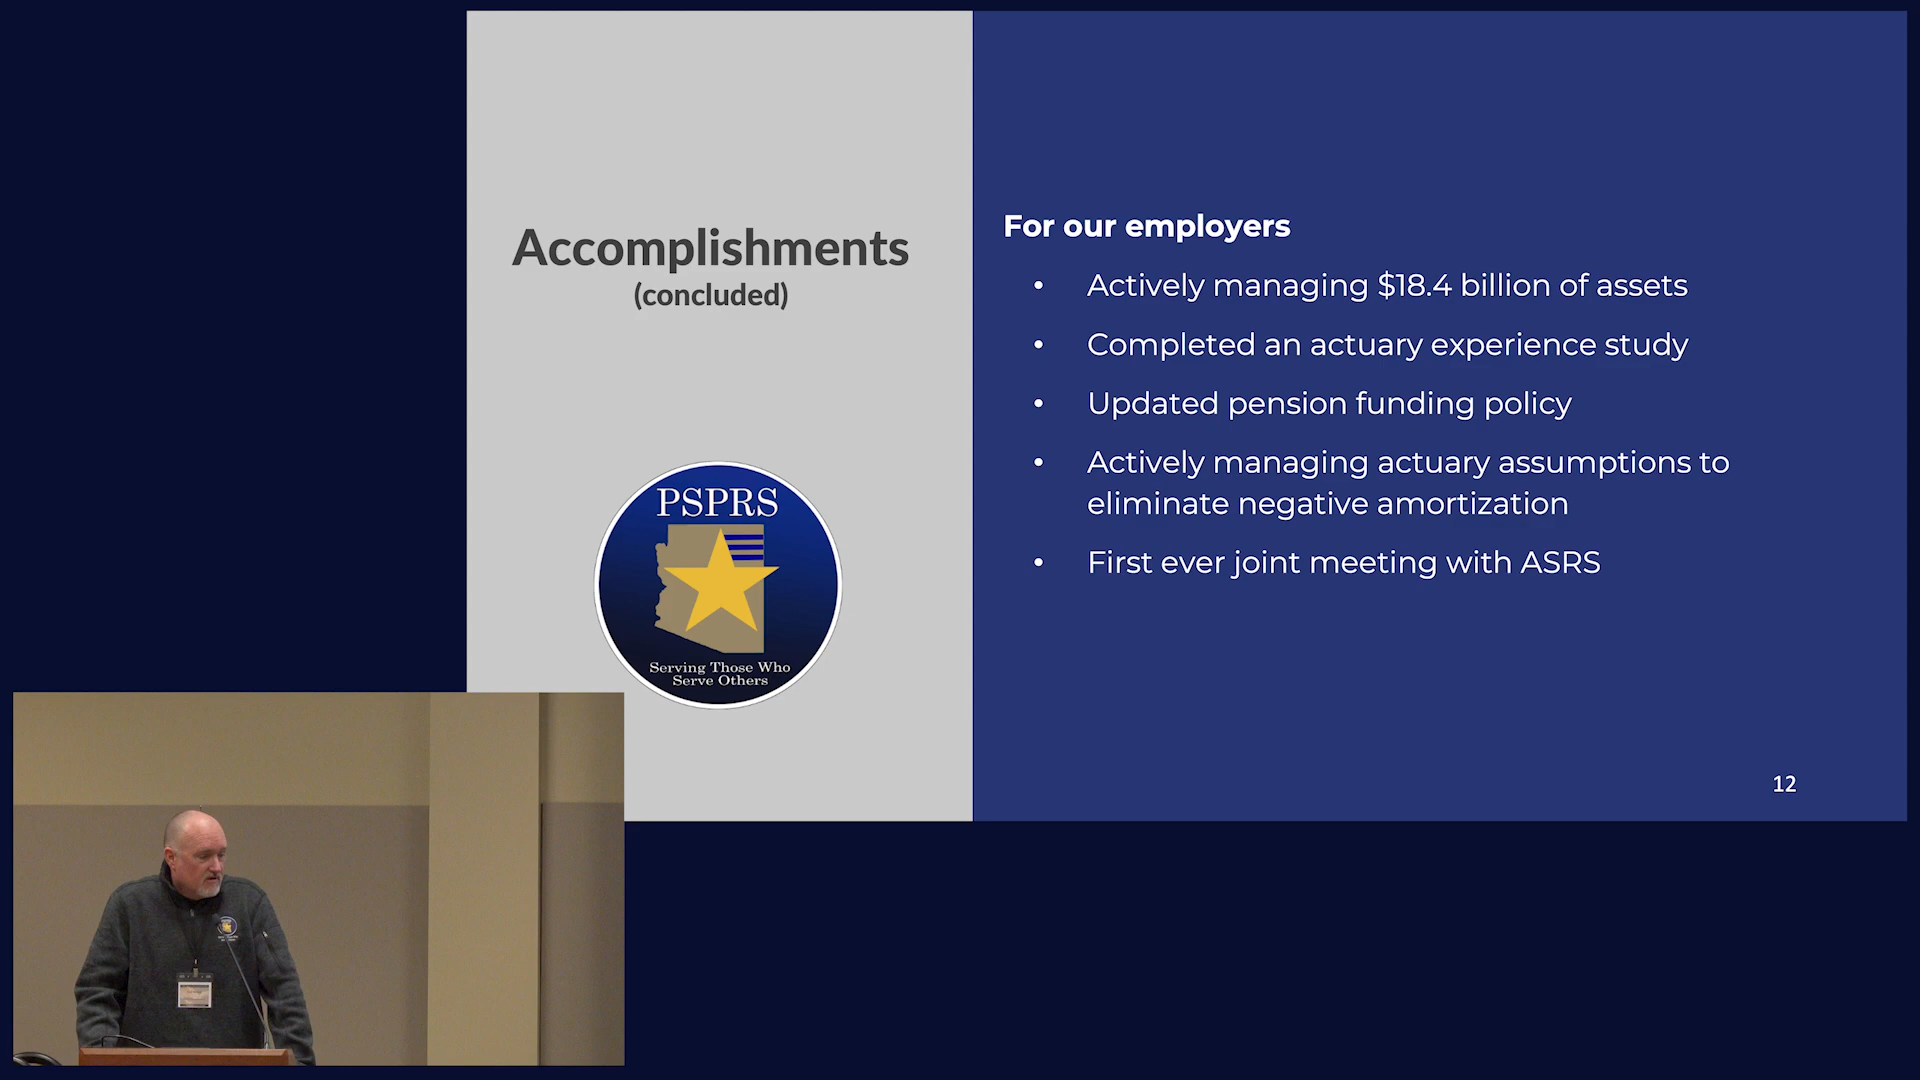 Accomplishments
(concluded)
PSPRS
Serving Those Who
Serve Others
For our employers
• Actively managing $18.4 billion of assets
• Completed an actuary experience study
• Updated pension funding policy
• Actively managing actuary assumptions to
eliminate negative amortization
• First ever joint meeting with ASRS
12